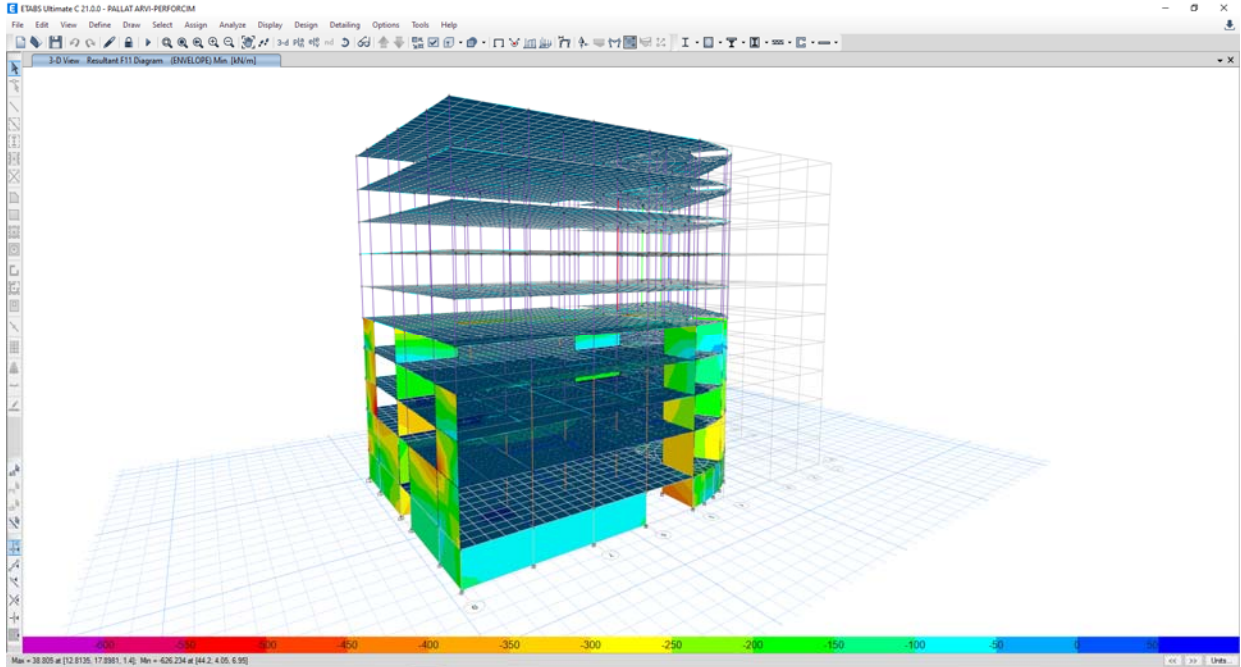 ETABS Ultimate C 21.0.0 - PALLAT ARVI-PERFORCIM
File Edit View Define Draw Select Assign Analyze Display Design Detailing Options Tools Help
3-d
3-D View Resultant F11 Diagram (ENVELOPE) Min [kN/m]
-600 -550 -500 -450 -400 -350 -300 -250 -200 -150 -100 -50 0 50
Max = 38.809 at [12.8135, 17.8981, 1.4]; Min = -626.234 at [44.2, 4.05, 6.95]
<< >> Units...